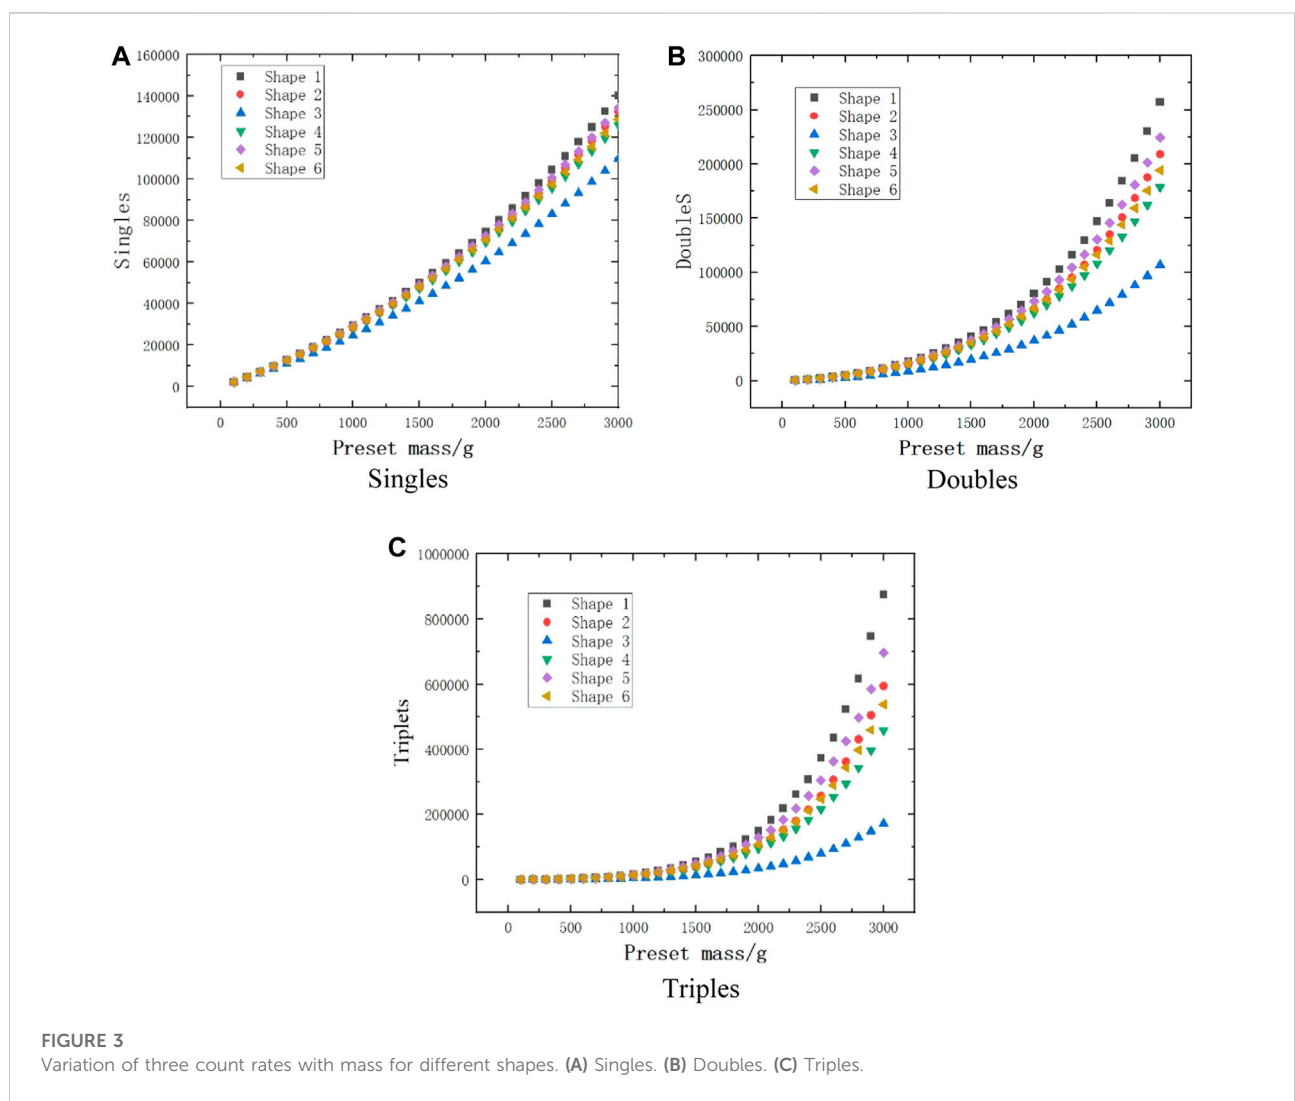 A
160000
140000
120000
100000
80000
60000
40000
20000
0
Singles
Shape 1
Shape 2
Shape 3
Shape 4
Shape 5
Shape 6
0 500 1000 1500 2000 2500 3000
Preset mass/g
Singles
B
300000
250000
200000
150000
100000
50000
0
DoubleS
Shape 1
Shape 2
Shape 3
Shape 4
Shape 5
Shape 6
0 500 1000 1500 2000 2500 3000
Preset mass/g
Doubles
C
1000000
800000
600000
400000
200000
0
Triplets
Shape 1
Shape 2
Shape 3
Shape 4
Shape 5
Shape 6
0 500 1000 1500 2000 2500 3000
Preset mass/g
Triples
FIGURE 3
Variation of three count rates with mass for different shapes. (A) Singles. (B) Doubles. (C) Triples.